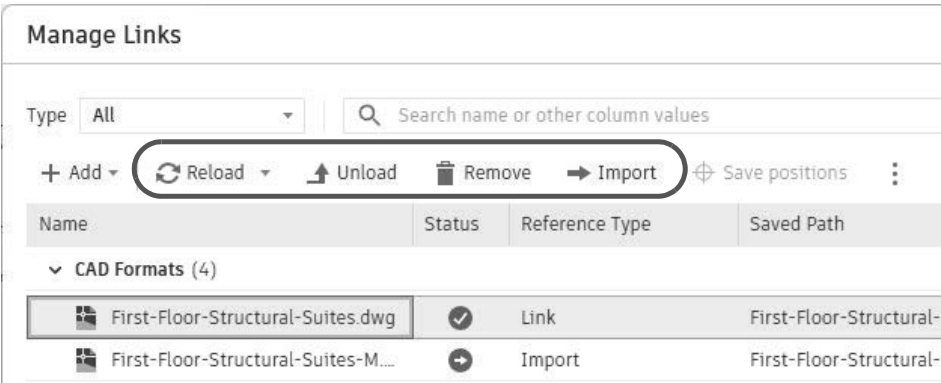 Manage Links
Type All Search name or other column values
Add Reload Unload Remove Import Save positions
Name Status Reference Type Saved Path
CAD Formats (4)
First-Floor-Structural-Suites.dwg Link First-Floor-Structural-
First-Floor-Structural-Suites-M.... Import First-Floor-Structural-